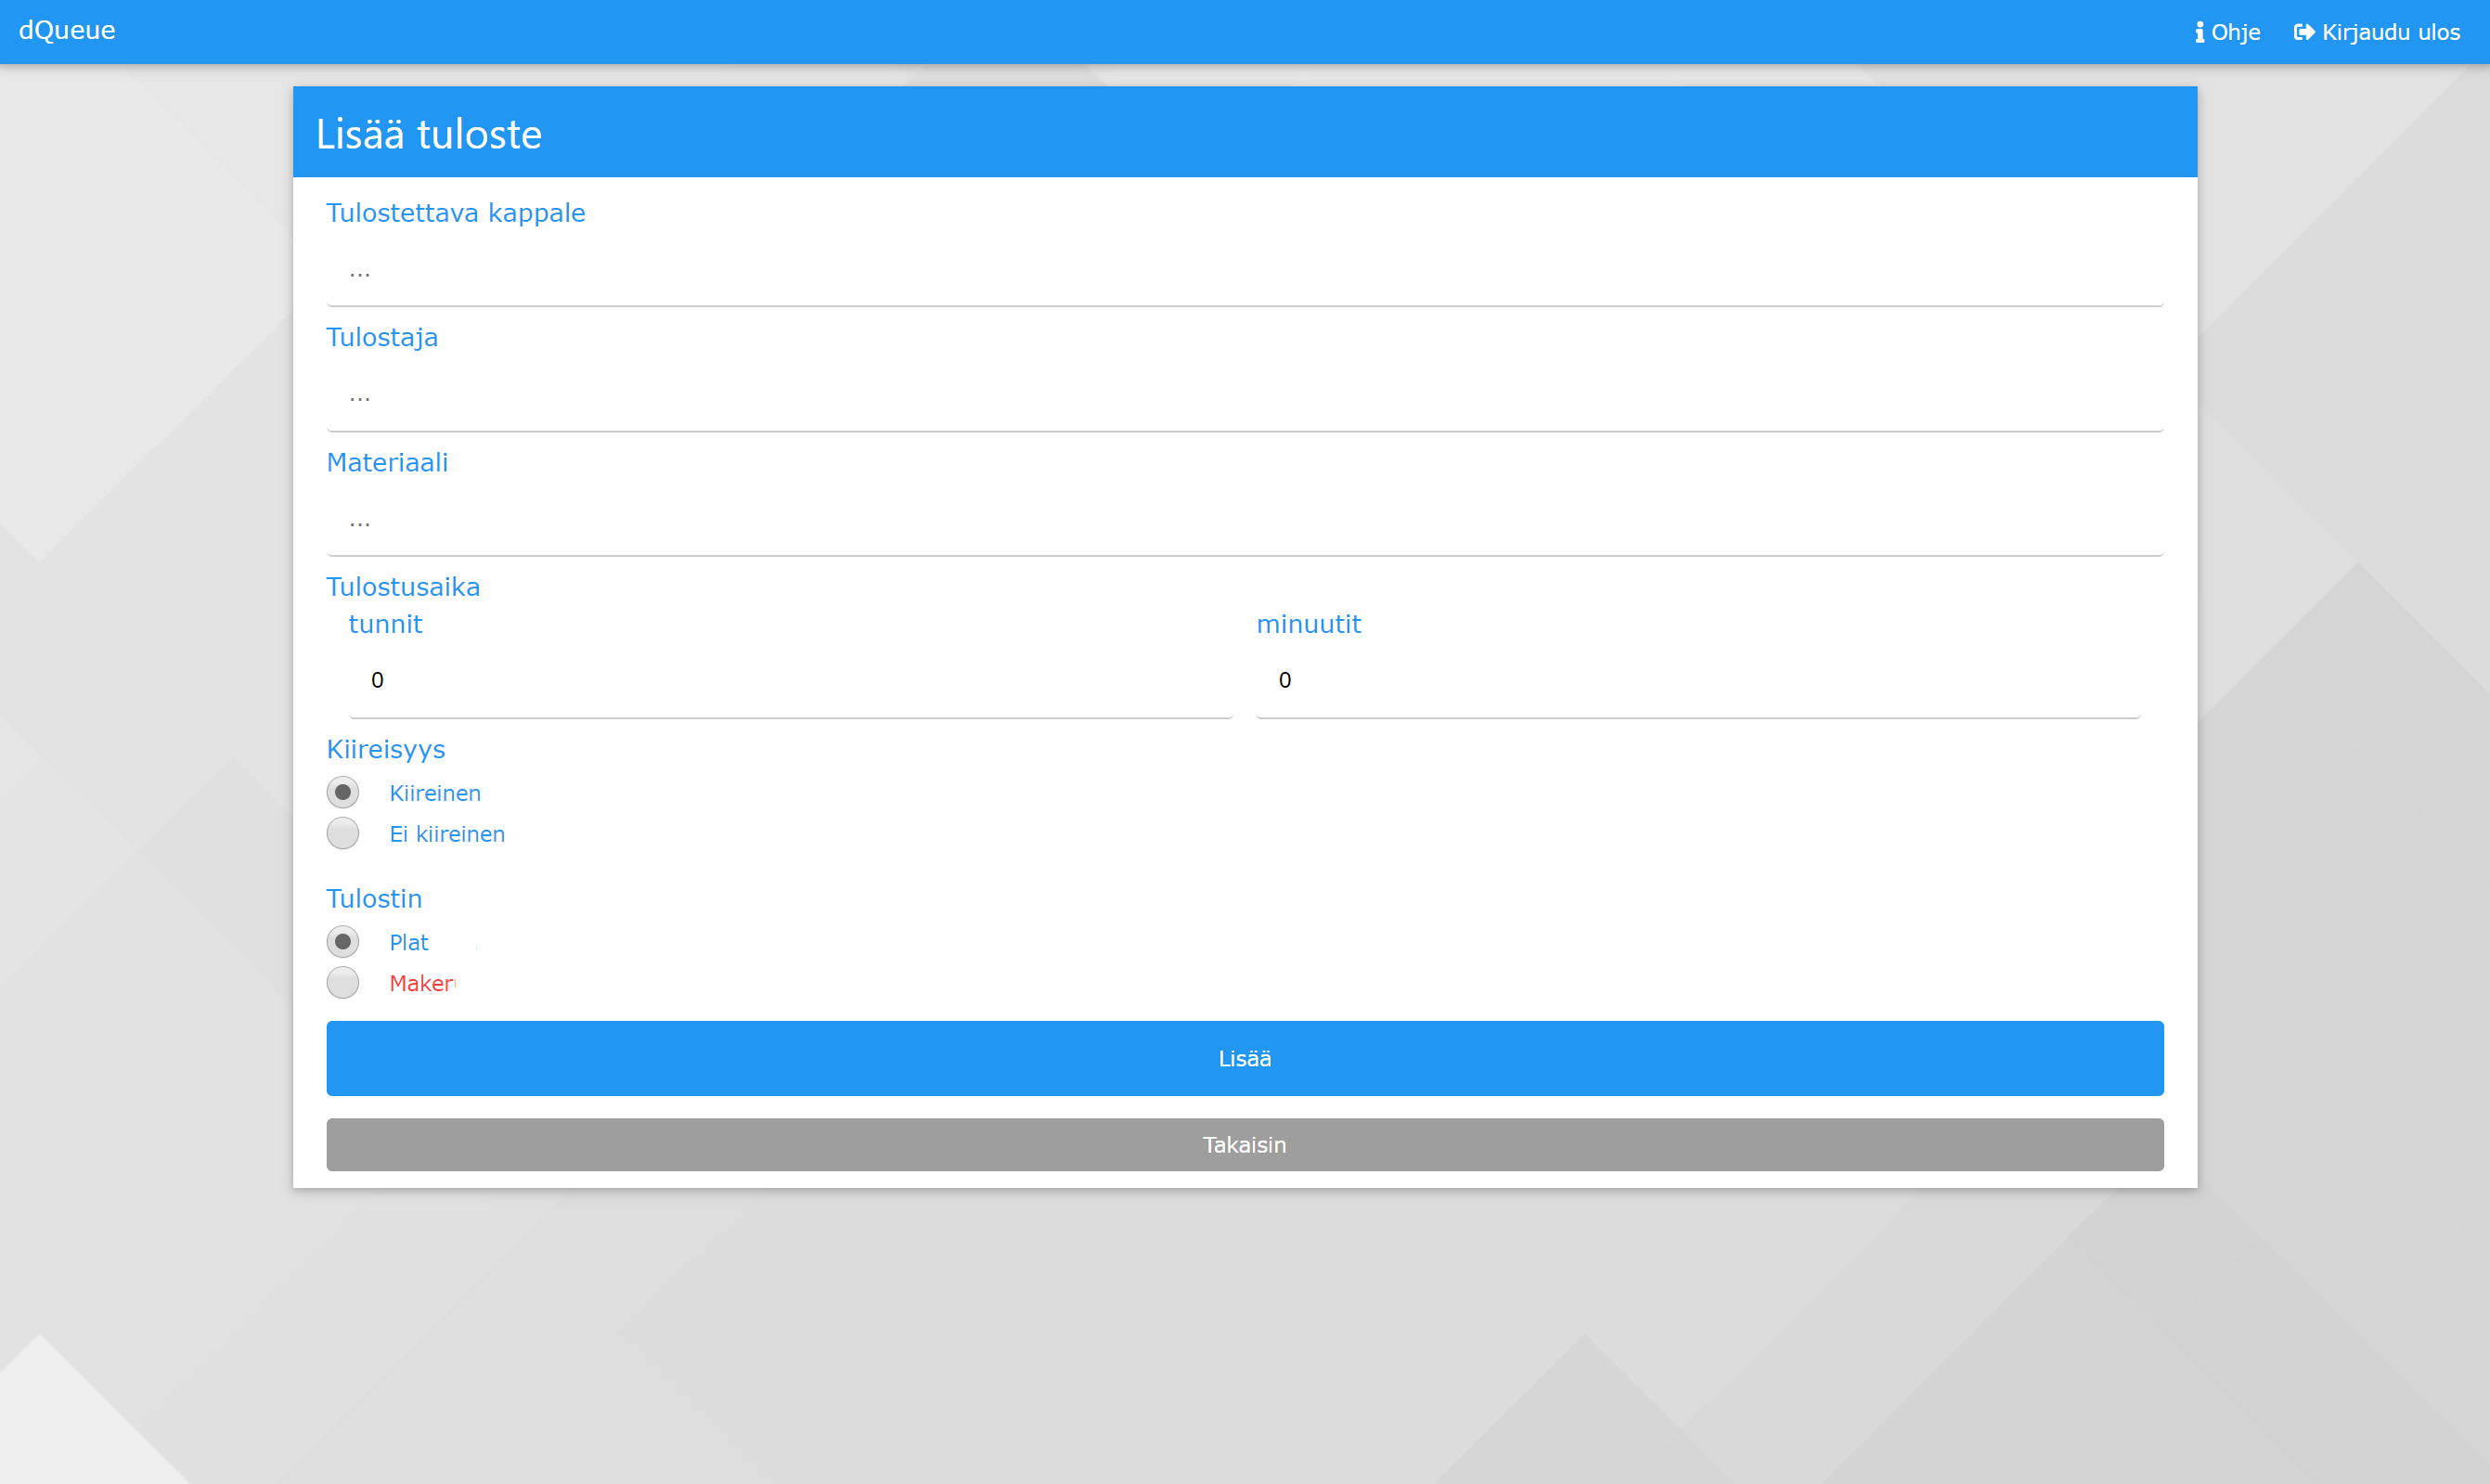 dQueue
Ohje
Kirjaudu ulos
Lisää tuloste
Tulostettava kappale
...
Tulostaja
...
Materiaali
...
Tulostusaika
tunnit
minuutit
0
0
Kiireisyys
Kiireinen
Ei kiireinen
Tulostin
Plat
Maker
Lisää
Takaisin